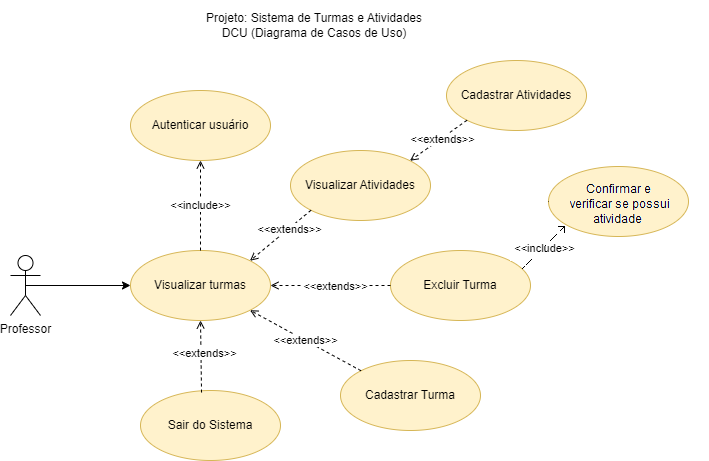 Projeto: Sistema de Turmas e Atividades
DCU (Diagrama de Casos de Uso)
Cadastrar Atividades
Autenticar usuário
<<extends>>
Visualizar Atividades
Confirmar e
verificar se possui
atividade
<<include>>
<<extends>>
<<include>>
Visualizar turmas
<<extends>>
Excluir Turma
Professor
<<extends>>
<<extends>>
Cadastrar Turma
Sair do Sistema